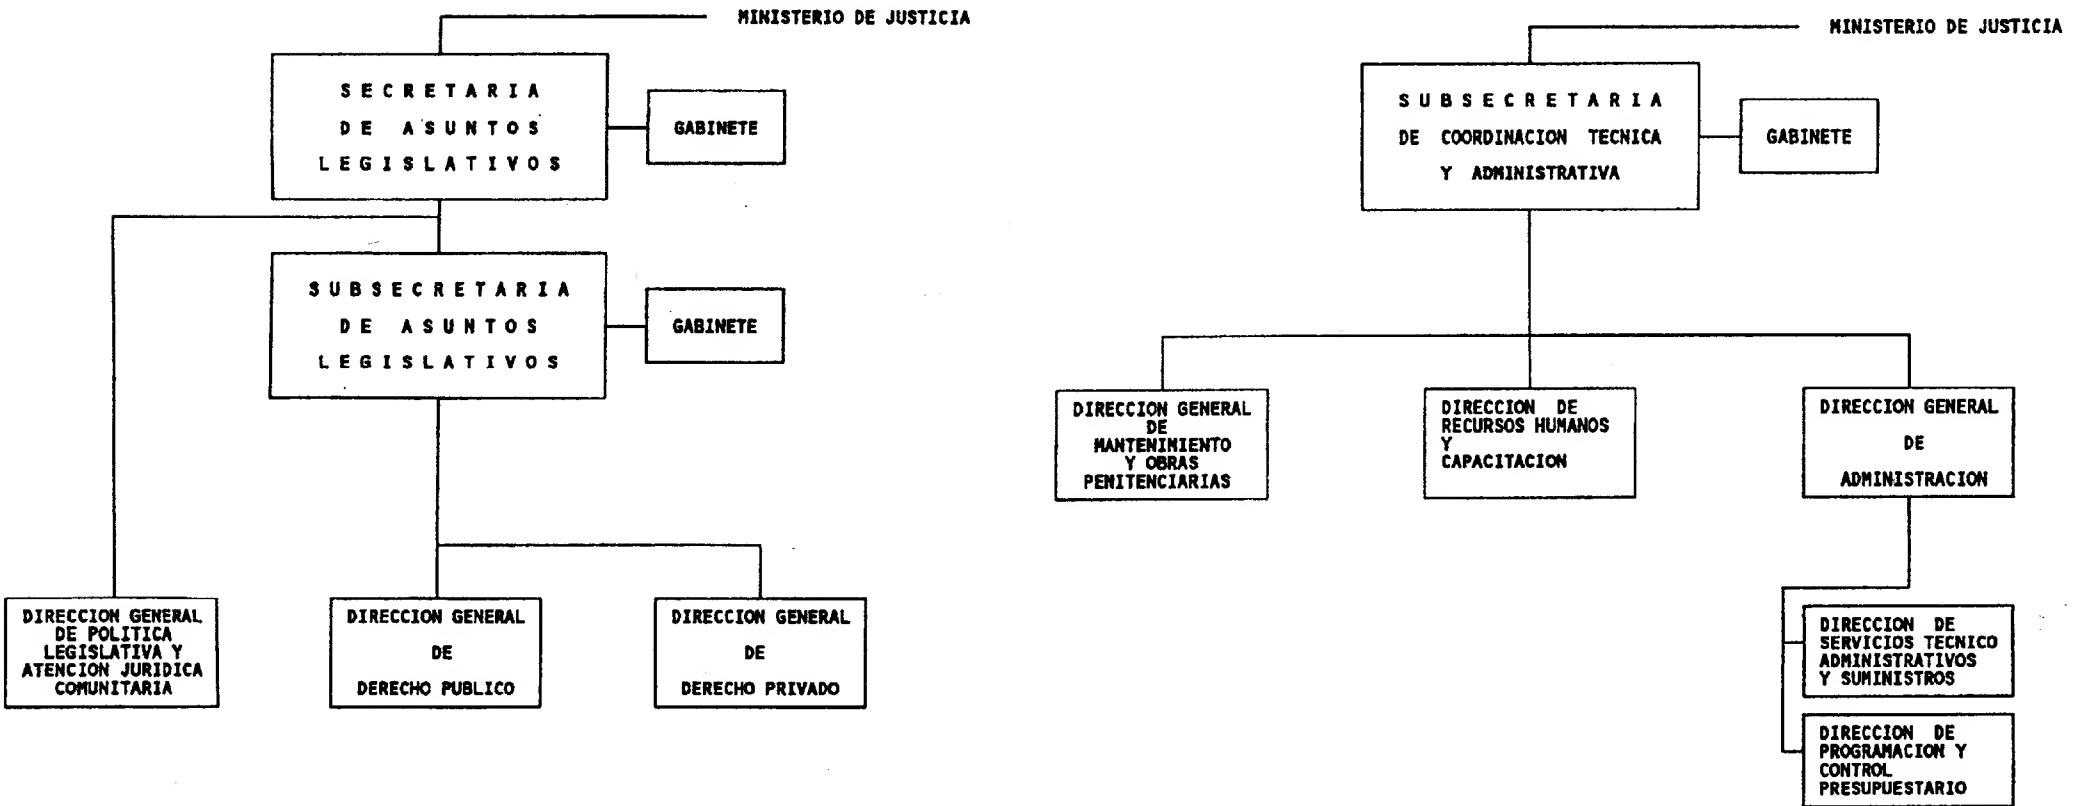 MINISTERIO DE JUSTICIA
SECRETARIA
DE ASUNTOS
LEGISLATIVOS
GABINETE
SUBSECRETARIA
DE ASUNTOS
LEGISLATIVOS
GABINETE
DIRECCION GENERAL
DE POLITICA
LEGISLATIVA Y
ATENCION JURIDICA
COMUNITARIA
DIRECCION GENERAL
DE
DERECHO PUBLICO
DIRECCION GENERAL
DE
DERECHO PRIVADO
MINISTERIO DE JUSTICIA
SUBSECRETARIA
DE COORDINACION TECNICA
Y ADMINISTRATIVA
GABINETE
DIRECCION GENERAL
DE
MANTENIMIENTO
Y OBRAS
PENITENCIARIAS
DIRECCION DE
RECURSOS HUMANOS
Y
CAPACITACION
DIRECCION GENERAL
DE
ADMINISTRACION
DIRECCION DE
SERVICIOS TECNICO
ADMINISTRATIVOS
Y SUMINISTROS
DIRECCION DE
PROGRAMACION Y
CONTROL
PRESUPUESTARIO